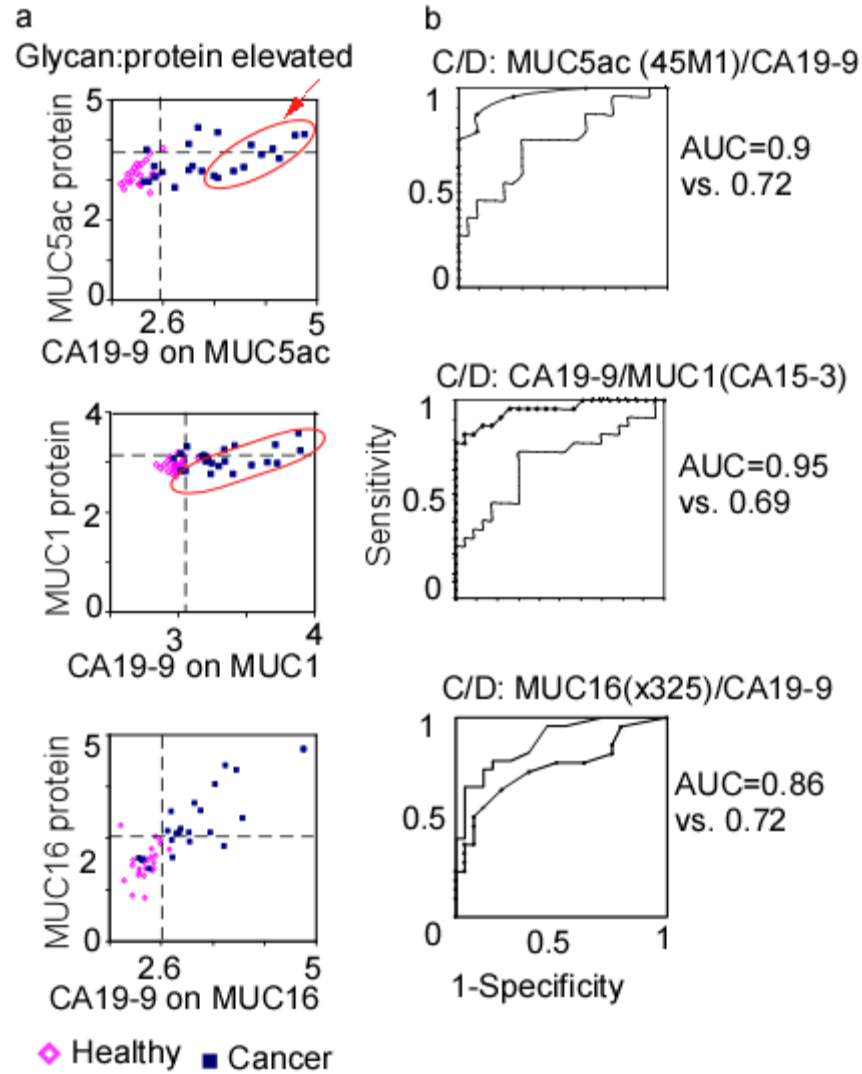 a
Glycan:protein elevated
MUC5ac protein
5
2
0
2.6
5
CA19-9 on MUC5ac
MUC1 protein
4
2
0
3
4
CA19-9 on MUC1
MUC16 protein
5
2
0
2.6
5
CA19-9 on MUC16
Healthy
Cancer
b
C/D: MUC5ac (45M1)/CA19-9
1
0.5
0
AUC=0.9
vs. 0.72
C/D: CA19-9/MUC1(CA15-3)
Sensitivity
1
0.5
0
AUC=0.95
vs. 0.69
C/D: MUC16(x325)/CA19-9
1
0.5
0
0.5
1
AUC=0.86
vs. 0.72
1-Specificity